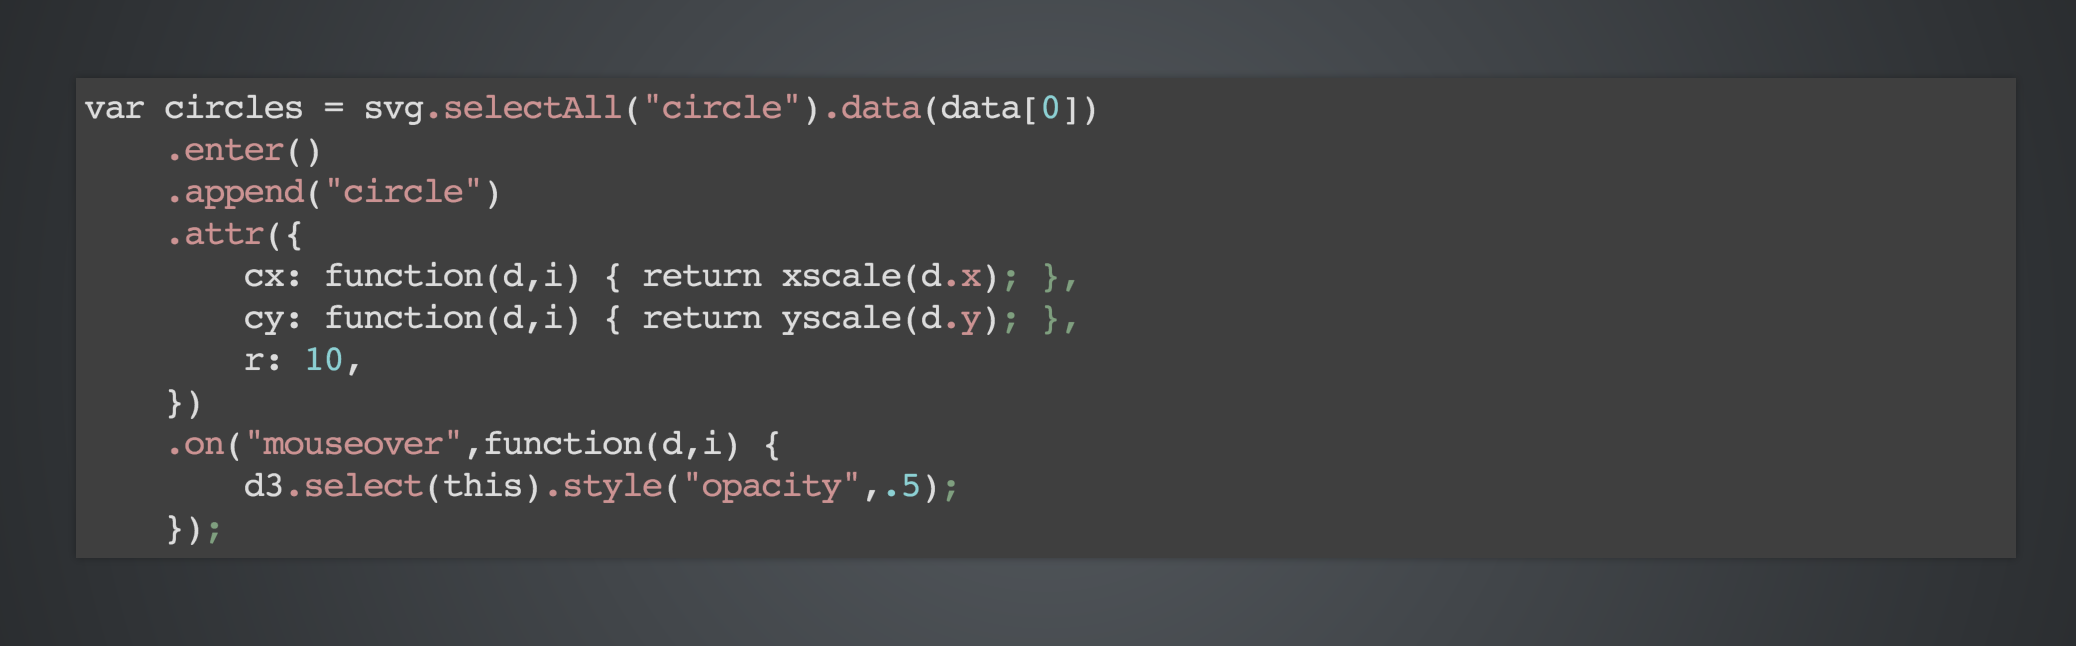 var circles = svg.selectAll("circle").data(data[0])
    .enter()
    .append("circle")
    .attr({
        cx: function(d,i) { return xscale(d.x); },
        cy: function(d,i) { return yscale(d.y); },
        r: 10,
    })
    .on("mouseover",function(d,i) {
        d3.select(this).style("opacity",.5);
    });